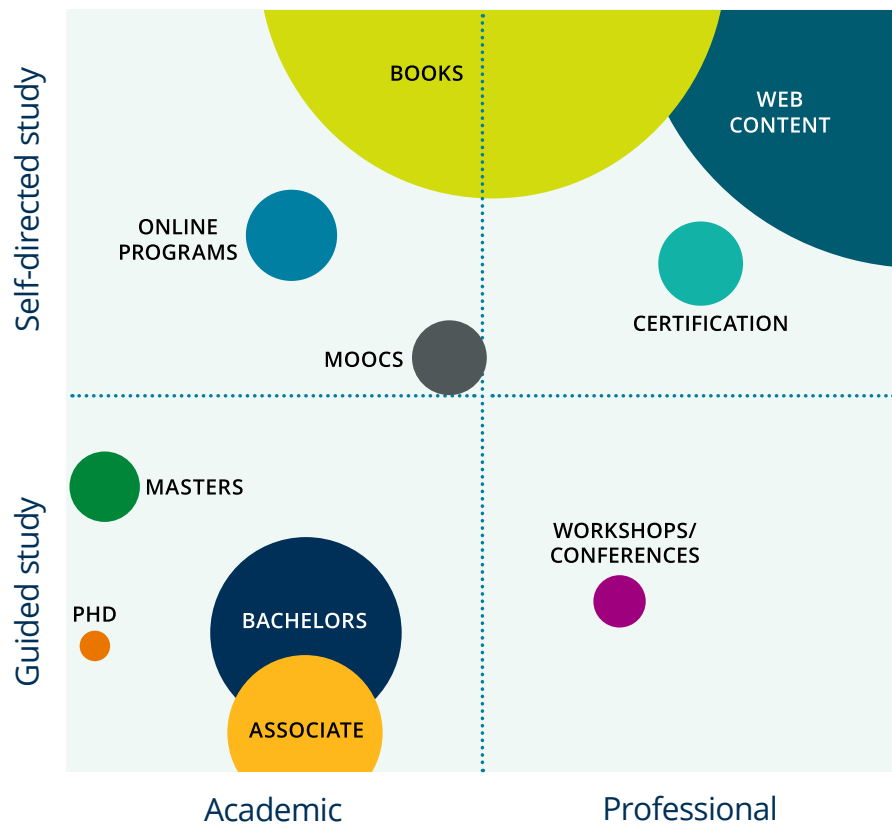 Self-directed study
BOOKS
WEB
CONTENT
ONLINE
PROGRAMS
CERTIFICATION
MOOCS
Guided study
MASTERS
WORKSHOPS/
CONFERENCES
PHD
BACHELORS
ASSOCIATE
Academic
Professional